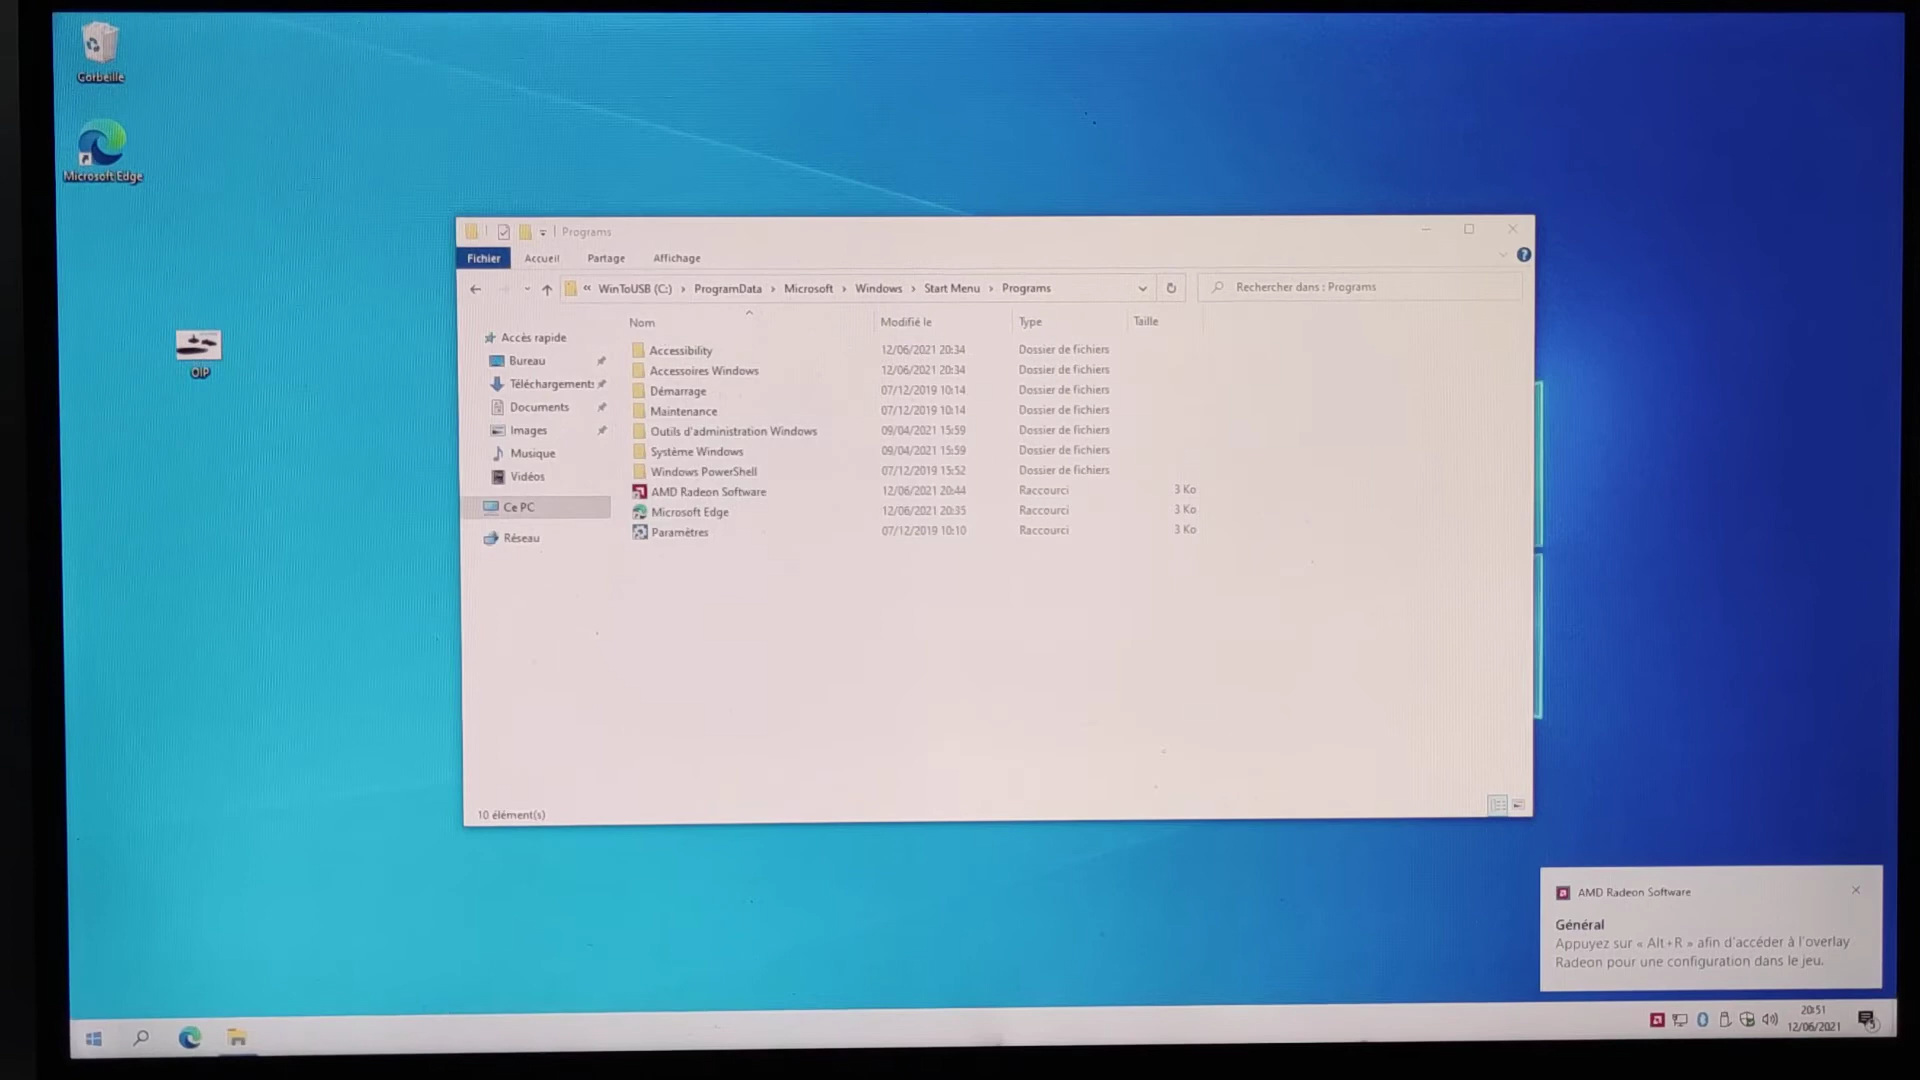 Corbeille
Microsoft Edge
OIP
Programs
Fichier Accueil Partage Affichage
« WinToUSB (C:) › ProgramData › Microsoft › Windows › Start Menu › Programs
Rechercher dans : Programs
Nom Modifié le Type Taille
Accès rapide
Bureau
Téléchargements
Documents
Images
Musique
Vidéos
Ce PC
Réseau
Accessibility 12/06/2021 20:34 Dossier de fichiers
Accessoires Windows 12/06/2021 20:34 Dossier de fichiers
Démarrage 07/12/2019 10:14 Dossier de fichiers
Maintenance 07/12/2019 10:14 Dossier de fichiers
Outils d'administration Windows 09/04/2021 15:59 Dossier de fichiers
Système Windows 09/04/2021 15:59 Dossier de fichiers
Windows PowerShell 07/12/2019 15:52 Dossier de fichiers
AMD Radeon Software 12/06/2021 20:44 Raccourci 3 Ko
Microsoft Edge 12/06/2021 20:35 Raccourci 3 Ko
Paramètres 07/12/2019 10:10 Raccourci 3 Ko
10 élément(s)
AMD Radeon Software
Général
Appuyez sur « Alt+R » afin d'accéder à l'overlay
Radeon pour une configuration dans le jeu.
20:51
12/06/2021